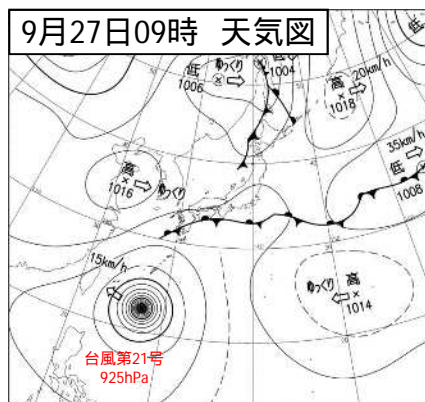 9月27日09時 天気図
低
1006
ゆっくり
1004
高
1018
20km/h
低
35km/h
低
1008
高
1016
ゆっくり
15km/h
ゆっくり
高
1014
台風第21号
925hPa